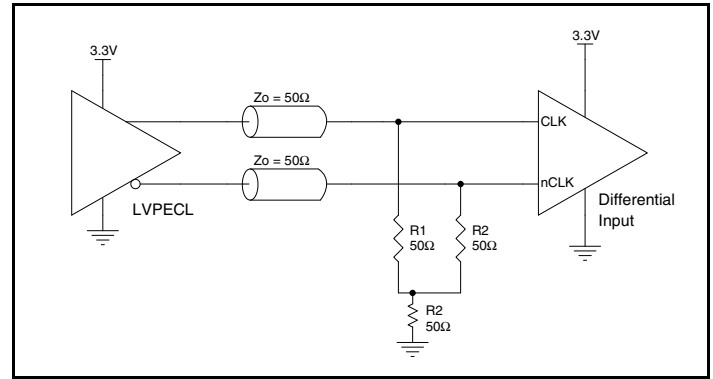 3.3V
3.3V
Zo = 50Ω
CLK
Zo = 50Ω
nCLK
LVPECL
Differential
Input
R1
50Ω
R2
50Ω
R2
50Ω